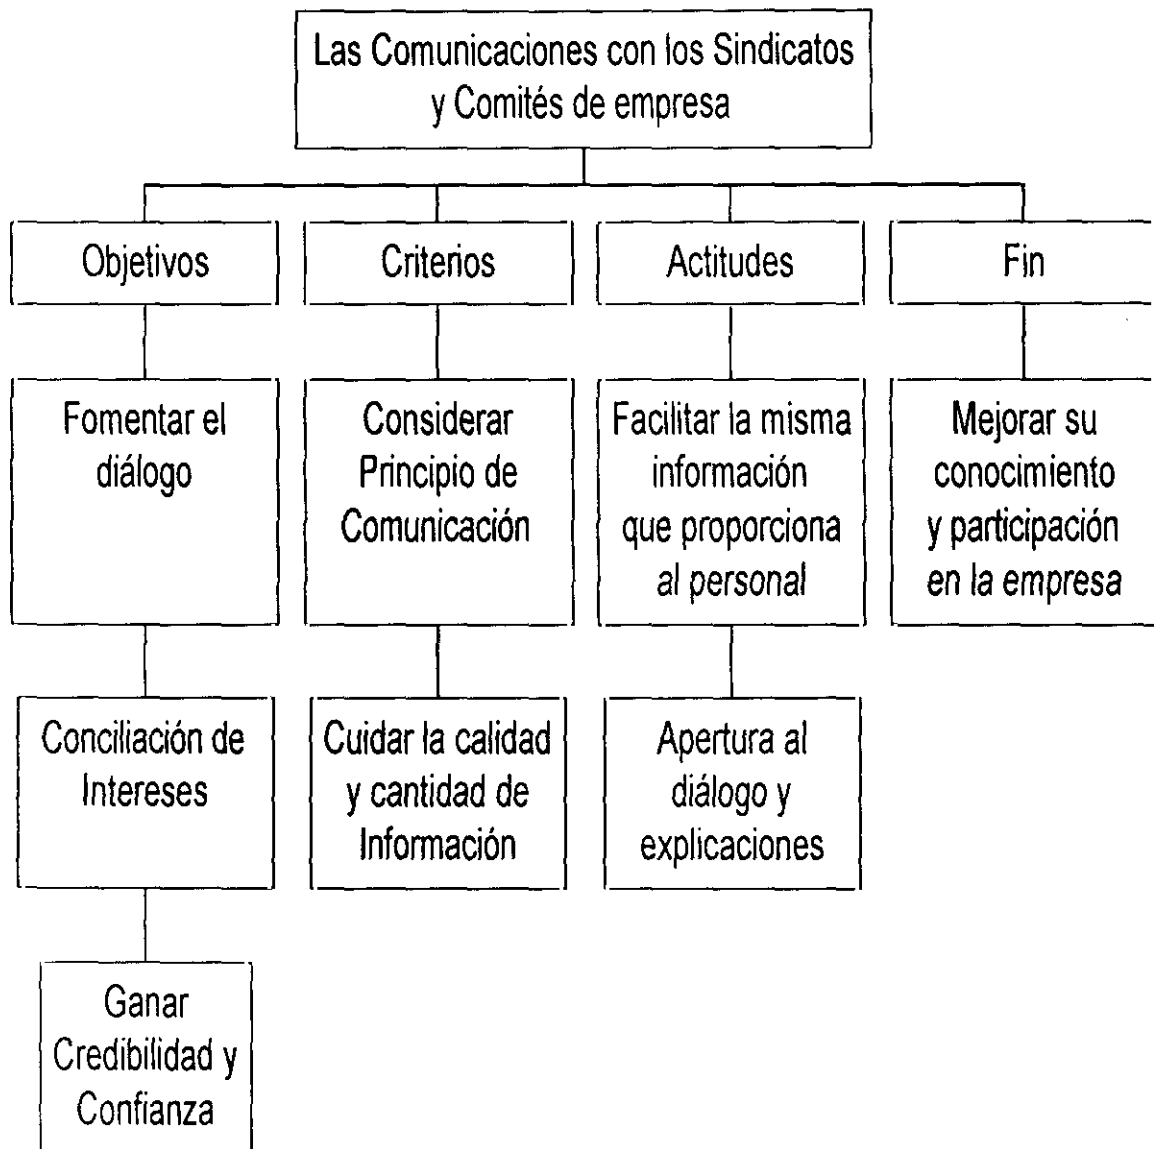 Las Comunicaciones con los Sindicatos
y Comités de empresa
Objetivos
Criterios
Actitudes
Fin
Fomentar el
diálogo
Considerar
Principio de
Comunicación
Facilitar la misma
información
que proporciona
al personal
Mejorar su
conocimiento
y participación
en la empresa
Conciliación de
Intereses
Cuidar la calidad
y cantidad de
Información
Apertura al
diálogo y
explicaciones
Ganar
Credibilidad y
Confianza